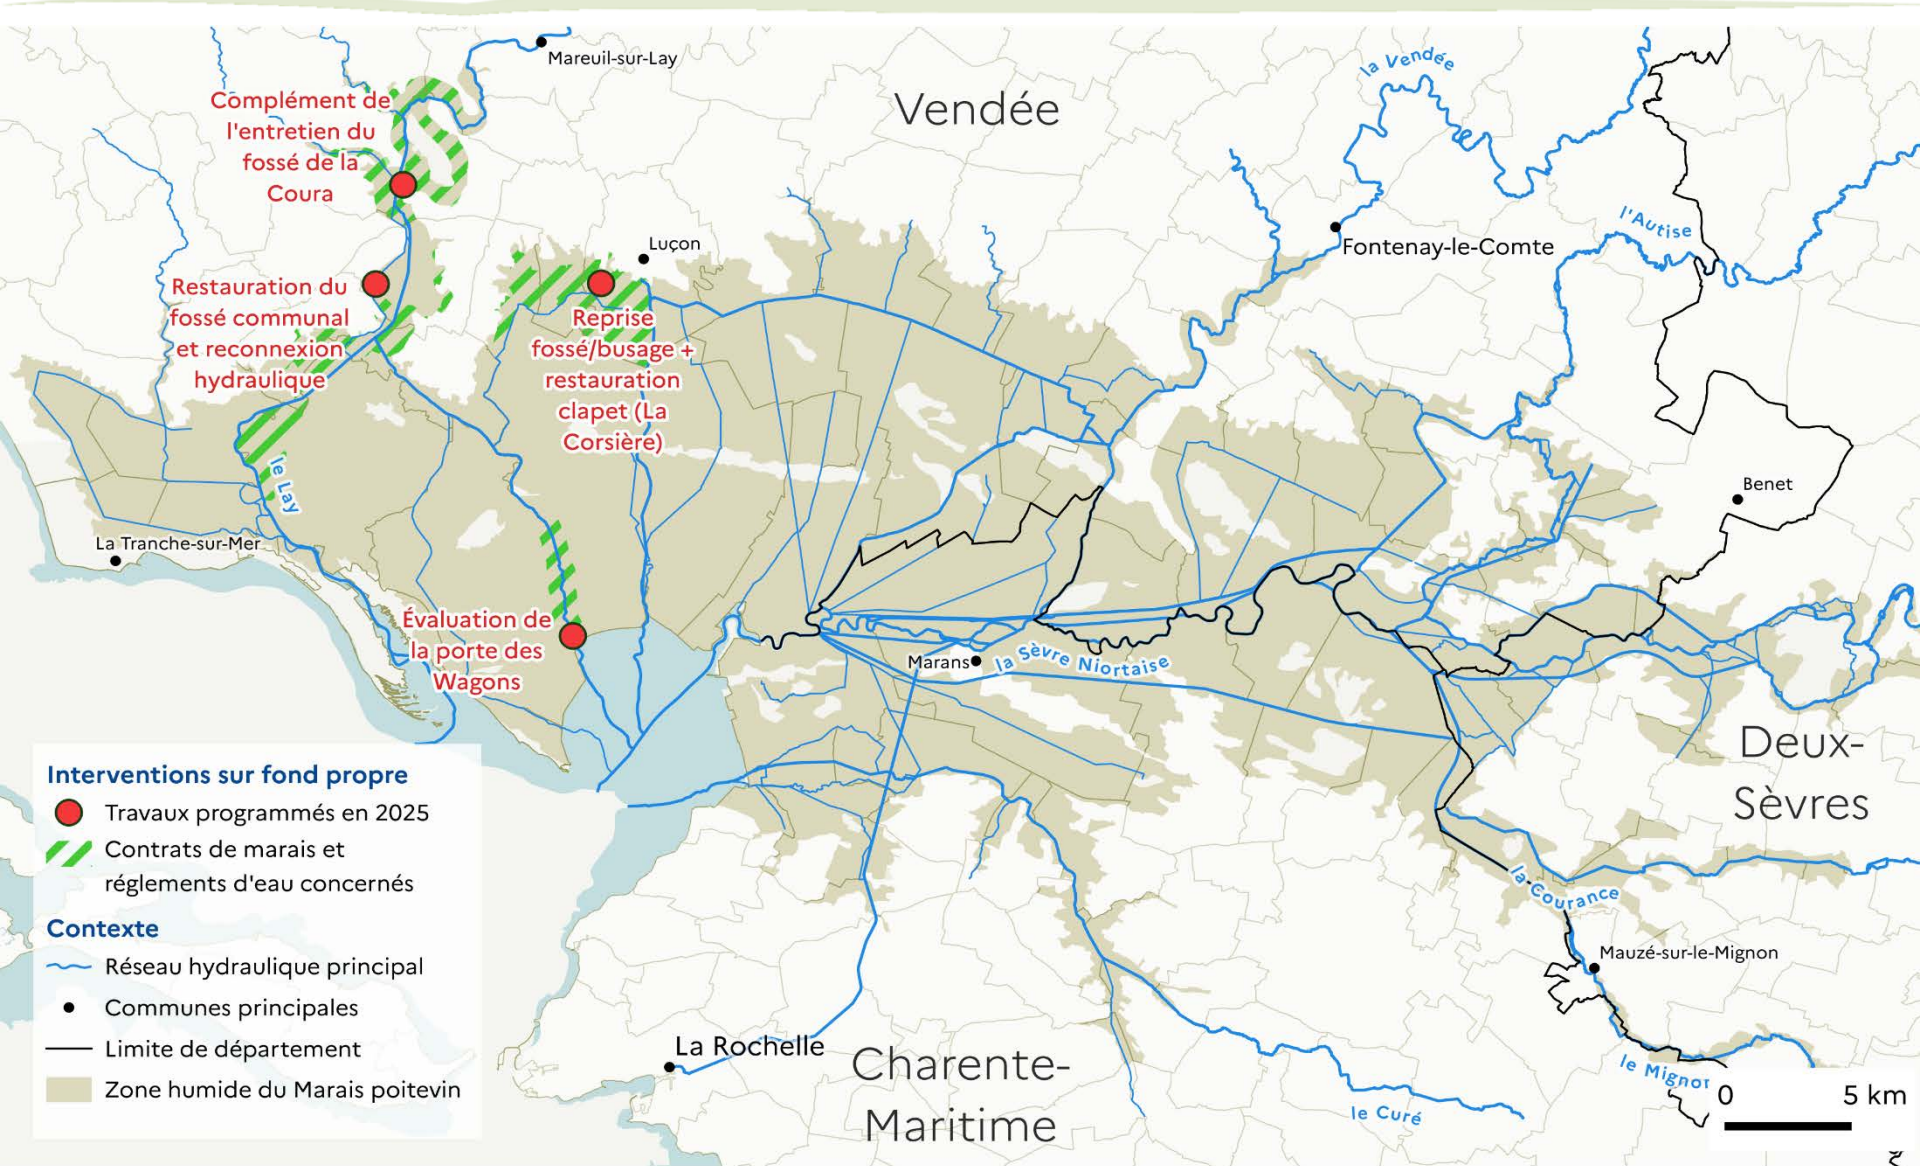 Mareuil-sur-Lay
la Vendée
Vendée
Complément de
l'entretien du
fossé de la
Coura
l'Autise
Luçon
Fontenay-le-Comte
Restauration du
fossé communal
et reconnexion
hydraulique
Reprise
fossé/busage +
restauration
clapet (La
Corsière)
le Lay
Benet
La Tranche-sur-Mer
Évaluation de
la porte des
Wagons
Marans
la Sèvre Niortaise
Deux-
Sèvres
Interventions sur fond propre
Travaux programmés en 2025
Contrats de marais et
réglements d'eau concernés
Contexte
Réseau hydraulique principal
Communes principales
Limite de département
Zone humide du Marais poitevin
la Courance
Mauzé-sur-le-Mignon
La Rochelle
Charente-
Maritime
le Curé
le Mignon
0 5 km